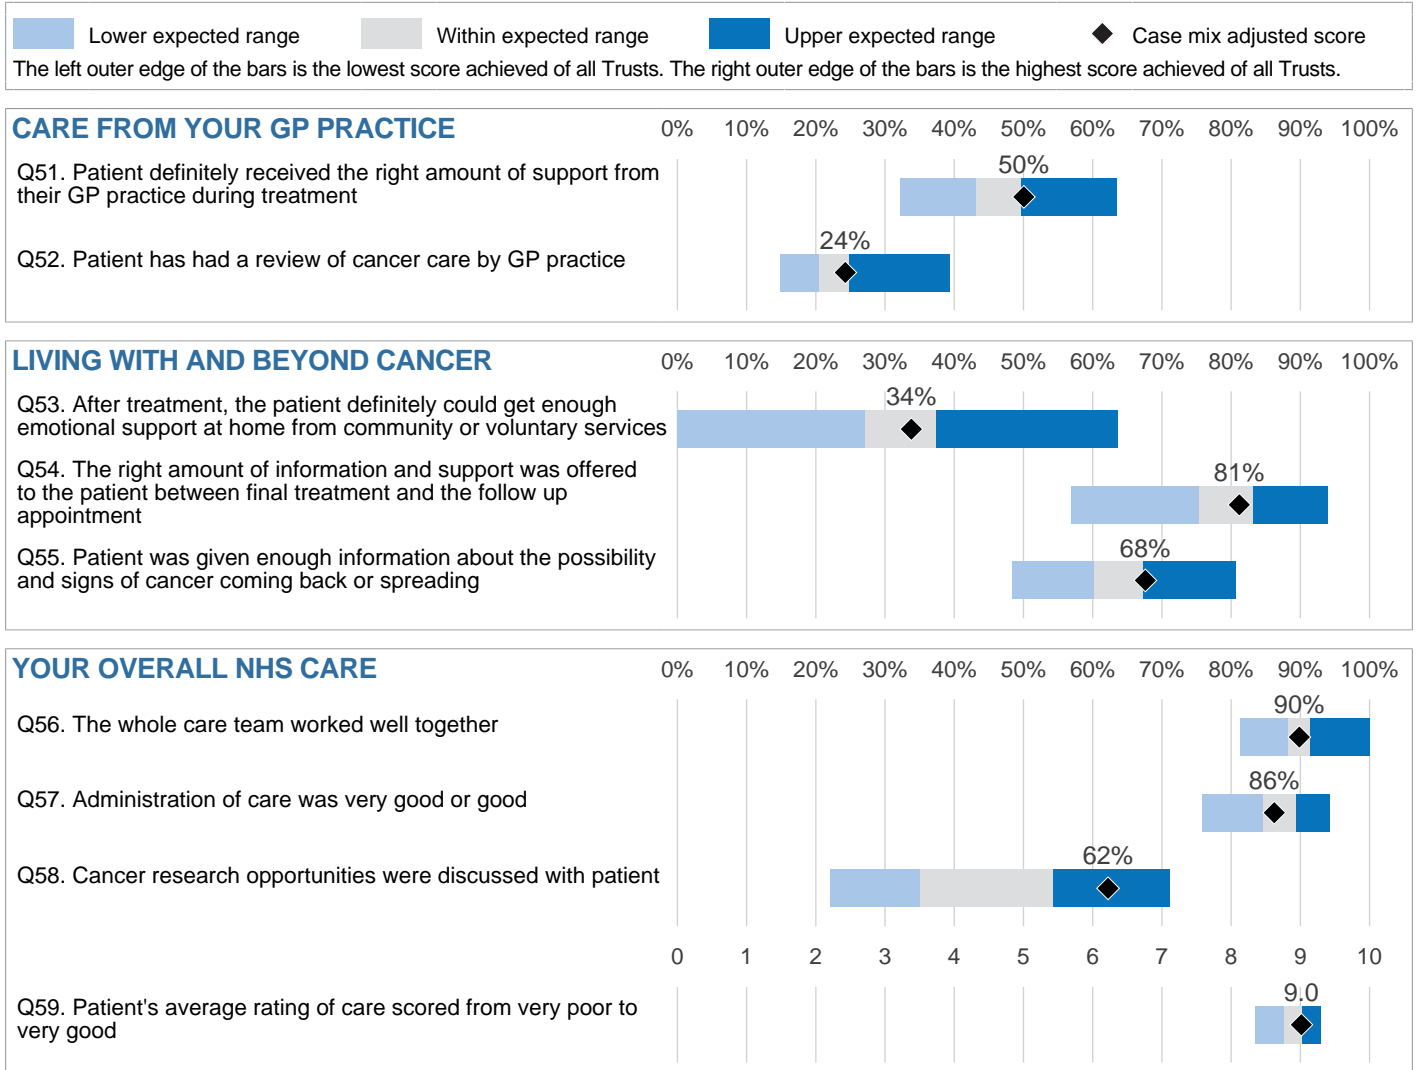 Lower expected range Within expected range Upper expected range Case mix adjusted score
The left outer edge of the bars is the lowest score achieved of all Trusts. The right outer edge of the bars is the highest score achieved of all Trusts.
CARE FROM YOUR GP PRACTICE 0% 10% 20% 30% 40% 50% 60% 70% 80% 90% 100%
50%
Q51. Patient definitely received the right amount of support from
their GP practice during treatment
24%
Q52. Patient has had a review of cancer care by GP practice
LIVING WITH AND BEYOND CANCER 0% 10% 20% 30% 40% 50% 60% 70% 80% 90% 100%
34%
Q53. After treatment, the patient definitely could get enough
emotional support at home from community or voluntary services
81%
Q54. The right amount of information and support was offered
to the patient between final treatment and the follow up
appointment
68%
Q55. Patient was given enough information about the possibility
and signs of cancer coming back or spreading
YOUR OVERALL NHS CARE 0% 10% 20% 30% 40% 50% 60% 70% 80% 90% 100%
90%
Q56. The whole care team worked well together
86%
Q57. Administration of care was very good or good
62%
Q58. Cancer research opportunities were discussed with patient
0 1 2 3 4 5 6 7 8 9 10
9.0
Q59. Patient's average rating of care scored from very poor to
very good